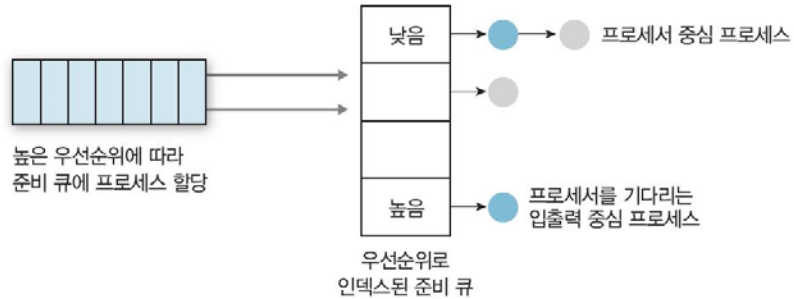 낮음
프로세서 중심 프로세스
높은 우선순위에 따라
준비 큐에 프로세스 할당
높음
프로세서를 기다리는
입출력 중심 프로세스
우선순위로
인덱스된 준비 큐